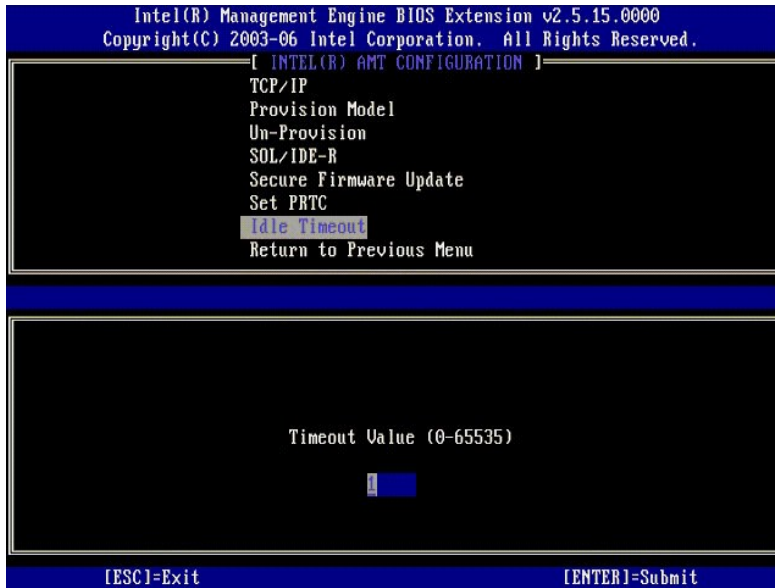 Intel(R) Management Engine BIOS Extension v2.5.15.0000
Copyright(C) 2003-06 Intel Corporation. All Rights Reserved.
[ INTEL(R) AMT CONFIGURATION ]
TCP/IP
Provision Model
Un-Provision
SOL/IDE-R
Secure Firmware Update
Set PRTC
Idle Timeout
Return to Previous Menu
Timeout Value (0-65535)
1
[ESC]=Exit [ENTER]=Submit